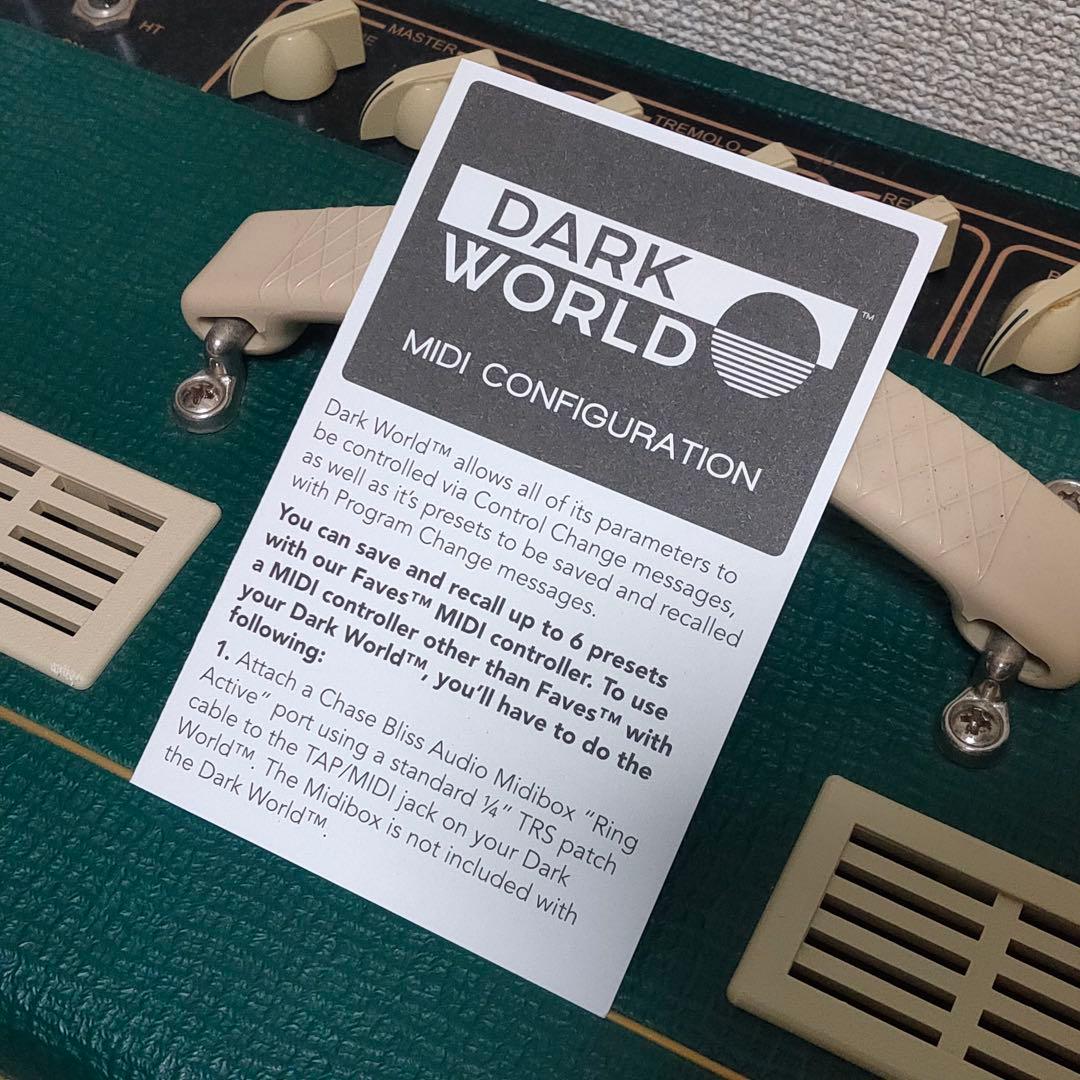 HT
MASTER
TREMOLO
DARK
WORLD
TM
MIDI CONFIGURATION
Dark World™ allows all of its parameters to
be controlled via Control Change messages,
as well as it's presets to be saved and recalled
with Program Change messages.
You can save and recall up to 6 presets
with our Faves™ MIDI controller. To use
a MIDI controller other than Faves™ with
your Dark World™, you'll have to do the
following:
1. Attach a Chase Bliss Audio Midibox "Ring
Active" port using a standard ¼" TRS patch
cable to the TAP/MIDI jack on your Dark
World™. The Midibox is not included with
the Dark World™.